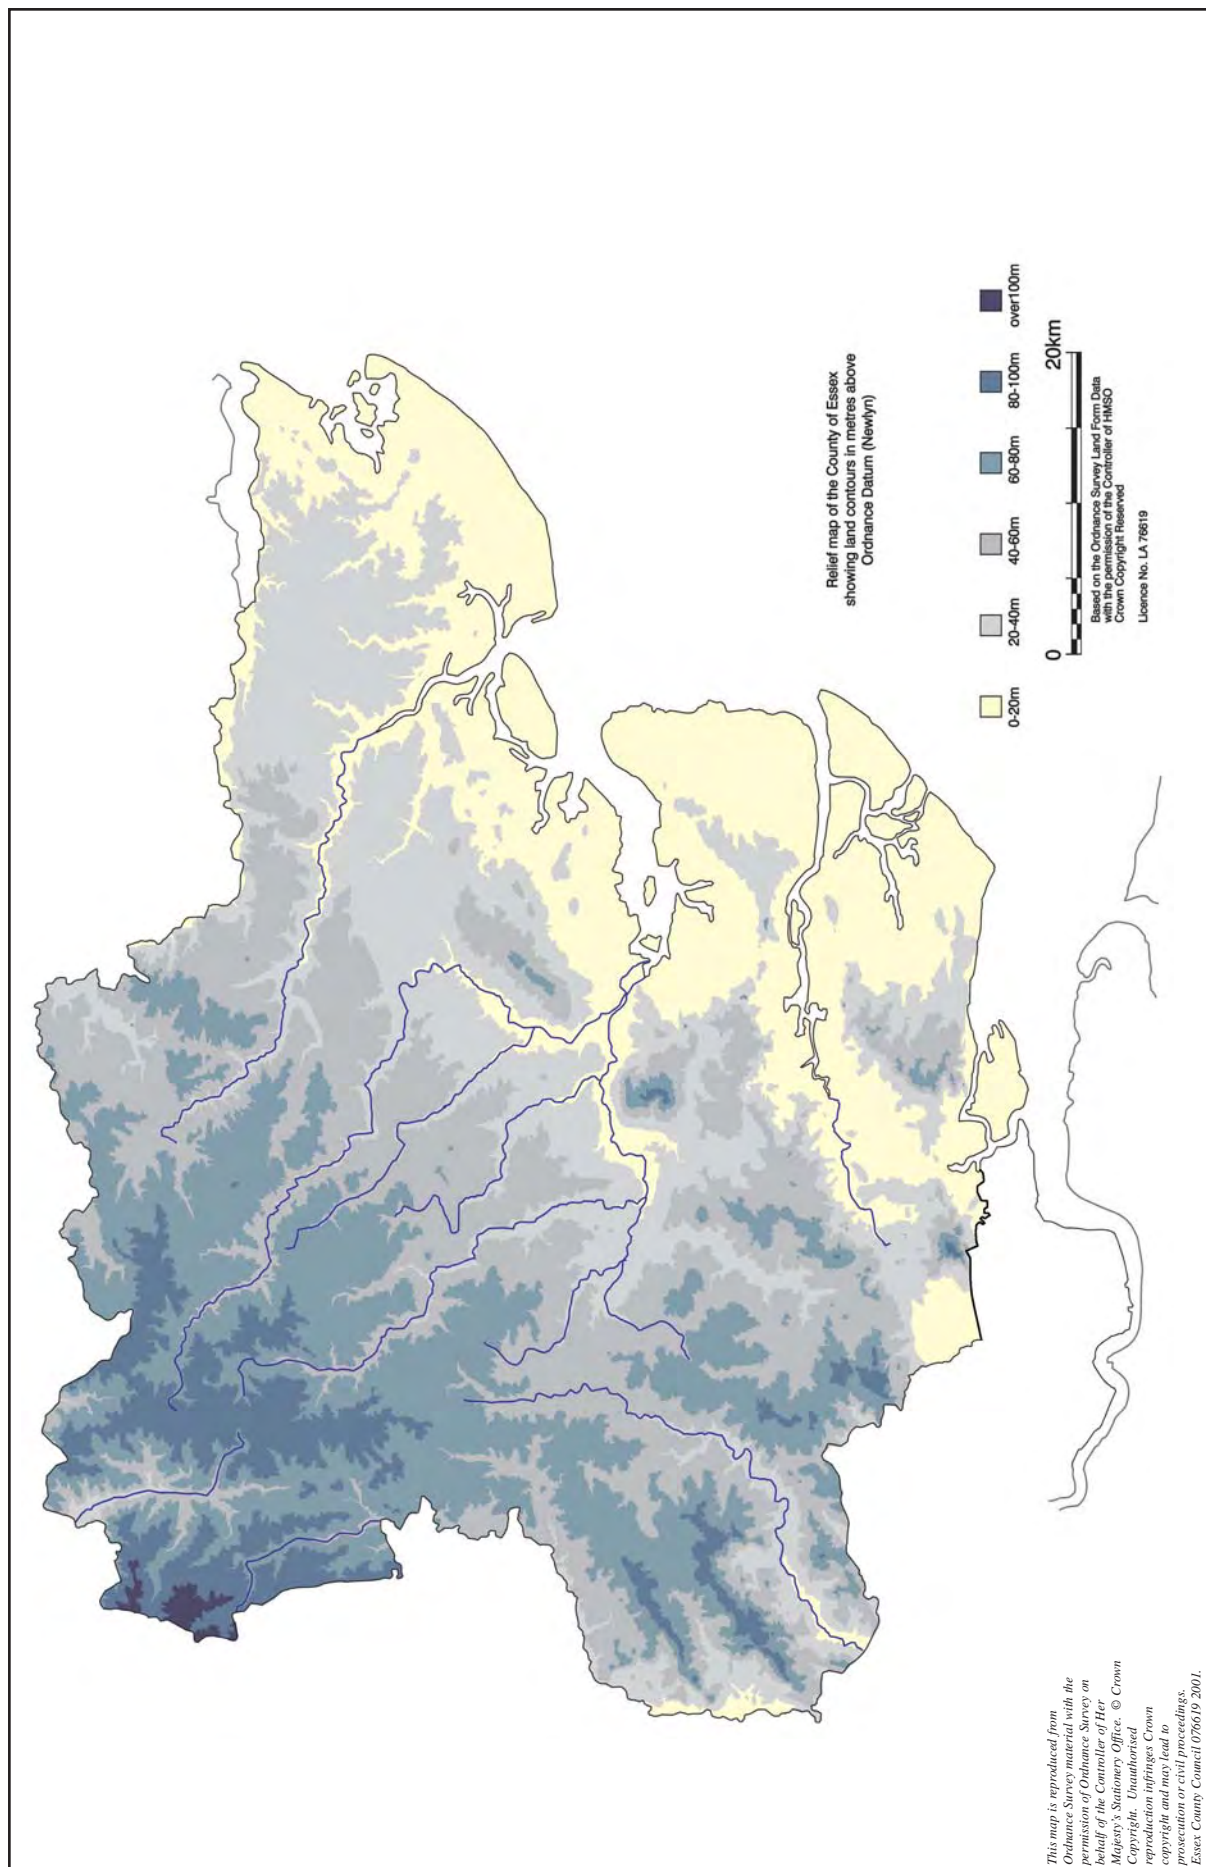 Relief map of the County of Essex
showing land contours in metres above
Ordnance Datum (Newlyn)
0-20m
20-40m
40-60m
60-80m
80-100m
over100m
0
20km
Based on the Ordnance Survey Land Form Data
with the permission of the Controller of HMSO
Crown Copyright Reserved
Licence No. LA 76619
This map is reproduced from
Ordnance Survey material with the
permission of Ordnance Survey on
behalf of the Controller of Her
Majesty's Stationery Office. © Crown
Copyright. Unauthorised
reproduction infringes Crown
copyright and may lead to
prosecution or civil proceedings.
Essex County Council 076619 2001.